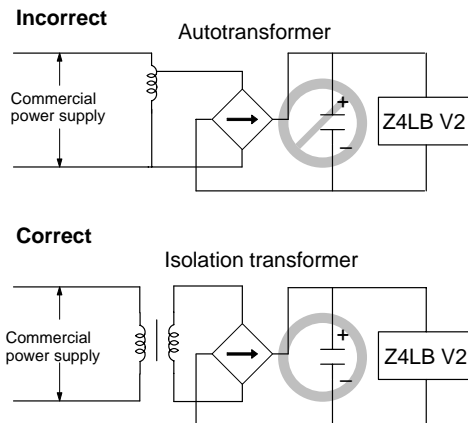 Incorrect
Autotransformer
Commercial
power supply
+
−
Z4LB V2
Correct
Isolation transformer
Commercial
power supply
+
−
Z4LB V2